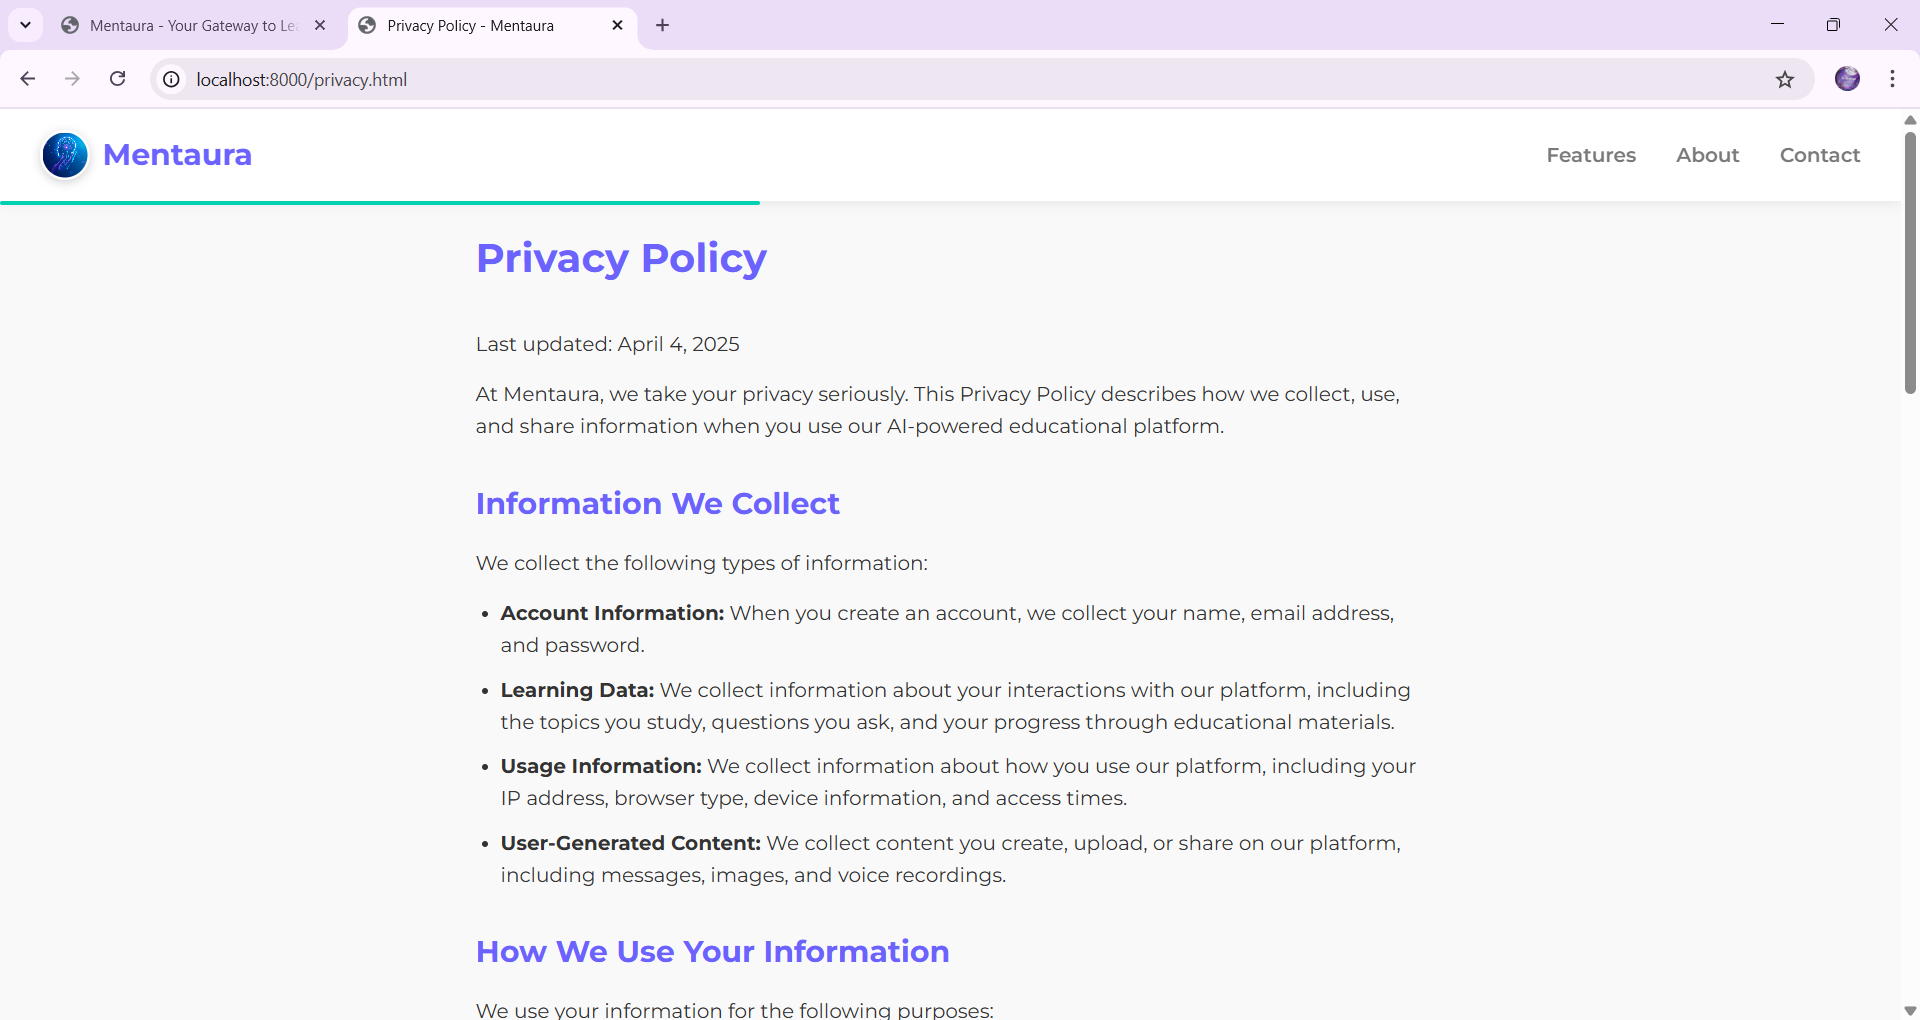 Mentaura - Your Gateway to Le
Privacy Policy - Mentaura
localhost:8000/privacy.html
Mentaura
Features
About
Contact
Privacy Policy
Last updated: April 4, 2025
At Mentaura, we take your privacy seriously. This Privacy Policy describes how we collect, use,
and share information when you use our AI-powered educational platform.
Information We Collect
We collect the following types of information:
• Account Information: When you create an account, we collect your name, email address,
and password.
• Learning Data: We collect information about your interactions with our platform, including
the topics you study, questions you ask, and your progress through educational materials.
• Usage Information: We collect information about how you use our platform, including your
IP address, browser type, device information, and access times.
• User-Generated Content: We collect content you create, upload, or share on our platform,
including messages, images, and voice recordings.
How We Use Your Information
We use your information for the following purposes: